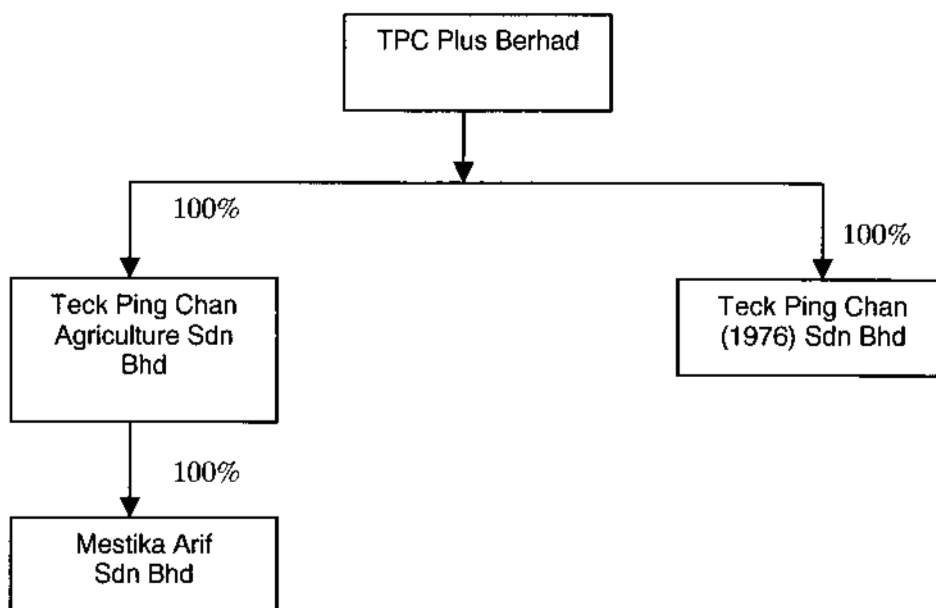 TPC Plus Berhad
100%
100%
Teck Ping Chan
Agriculture Sdn
Bhd
Teck Ping Chan
(1976) Sdn Bhd
100%
Mestika Arif
Sdn Bhd